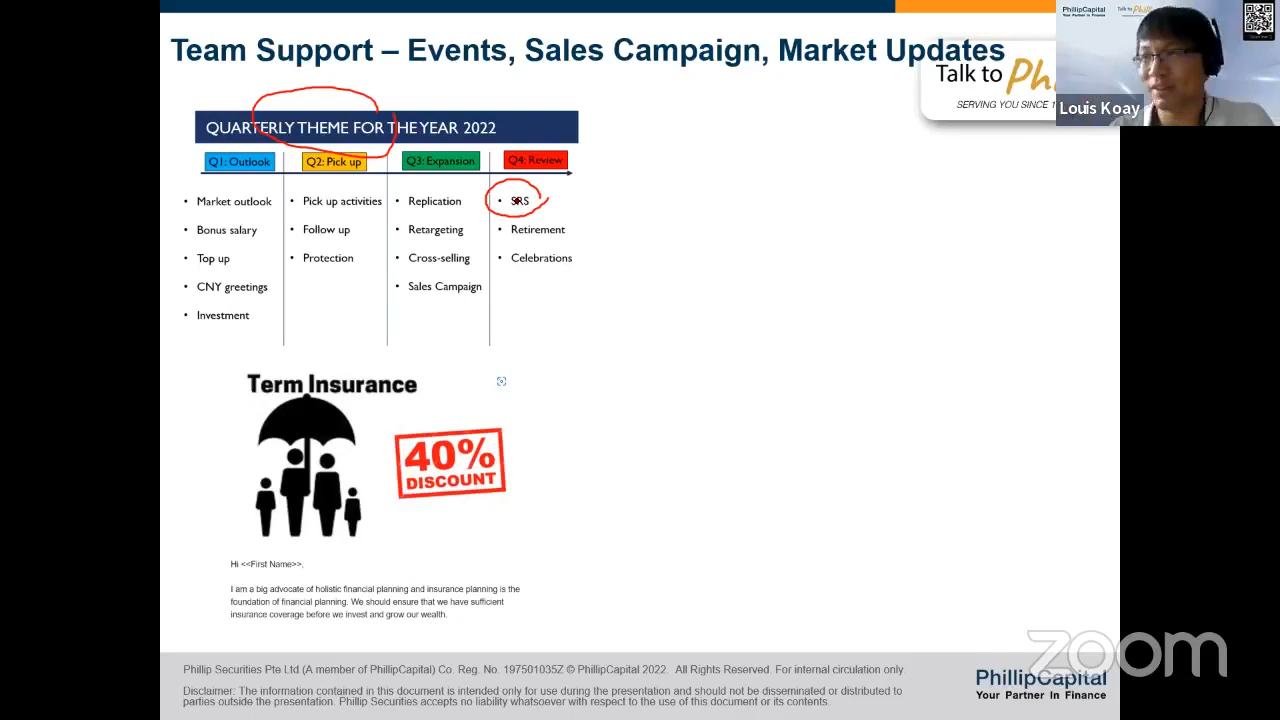 Team Support – Events, Sales Campaign, Market Updates
PhillipCapital
Your Partner In Finance
Talk to
Talk to
SERVING YOU SINCE 1
Louis Koay
QUARTERLY THEME FOR THE YEAR 2022
Q1: Outlook
Q2: Pick up
Q3: Expansion
Q4: Review
• Market outlook
• Bonus salary
• Top up
• CNY greetings
• Investment
• Pick up activities
• Follow up
• Protection
• Replication
• Retargeting
• Cross-selling
• Sales Campaign
• SRS
• Retirement
• Celebrations
Term Insurance
40%
DISCOUNT
Hi <<First Name>>,
I am a big advocate of holistic financial planning and insurance planning is the
foundation of financial planning. We should ensure that we have sufficient
insurance coverage before we invest and grow our wealth.
zoom
Phillip Securities Pte Ltd (A member of PhillipCapital) Co. Reg. No. 197501035Z © PhillipCapital 2022. All Rights Reserved. For internal circulation only.
Disclaimer: The information contained in this document is intended only for use during the presentation and should not be disseminated or distributed to
parties outside the presentation. Phillip Securities accepts no liability whatsoever with respect to the use of this document or its contents.
PhillipCapital
Your Partner In Finance